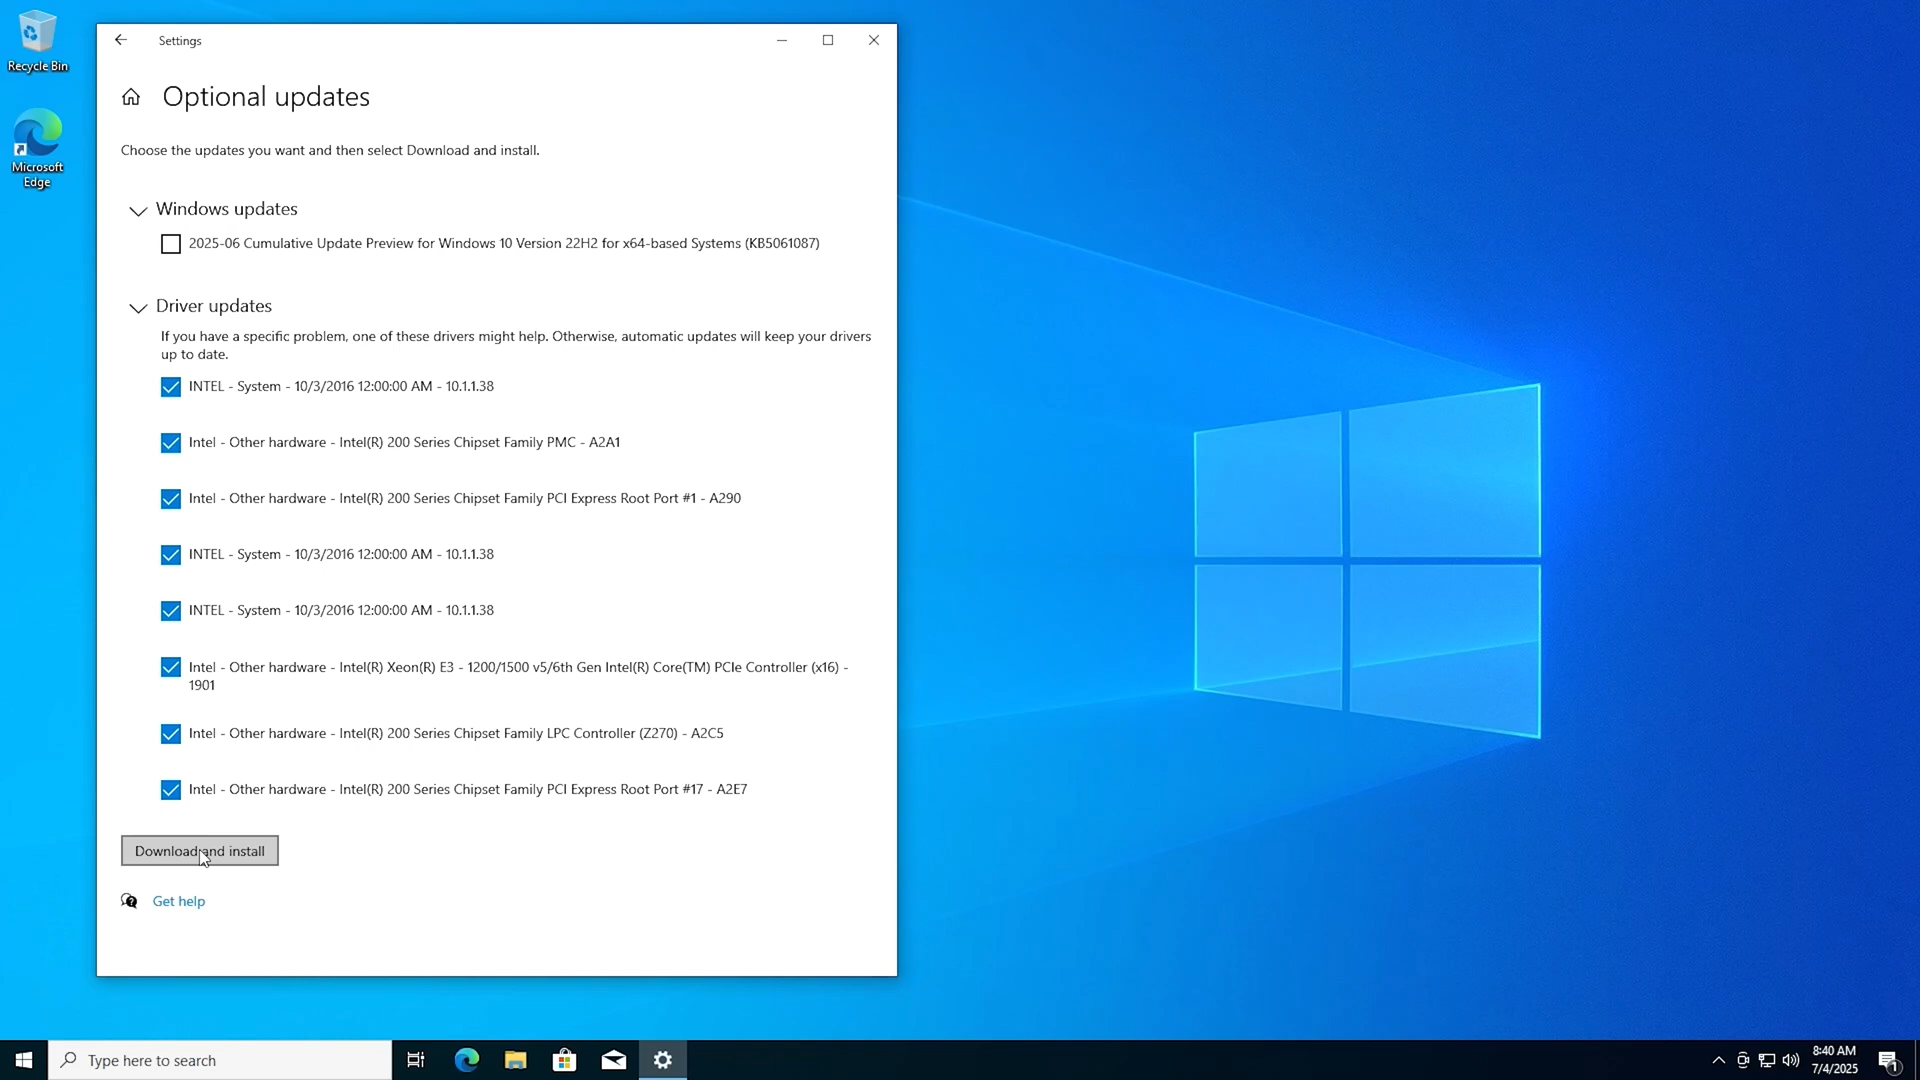 Recycle Bin
Microsoft
Edge
Settings
Optional updates
Choose the updates you want and then select Download and install.
Windows updates
2025-06 Cumulative Update Preview for Windows 10 Version 22H2 for x64-based Systems (KB5061087)
Driver updates
If you have a specific problem, one of these drivers might help. Otherwise, automatic updates will keep your drivers
up to date.
INTEL - System - 10/3/2016 12:00:00 AM - 10.1.1.38
Intel - Other hardware - Intel(R) 200 Series Chipset Family PMC - A2A1
Intel - Other hardware - Intel(R) 200 Series Chipset Family PCI Express Root Port #1 - A290
INTEL - System - 10/3/2016 12:00:00 AM - 10.1.1.38
INTEL - System - 10/3/2016 12:00:00 AM - 10.1.1.38
Intel - Other hardware - Intel(R) Xeon(R) E3 - 1200/1500 v5/6th Gen Intel(R) Core(TM) PCIe Controller (x16) -
1901
Intel - Other hardware - Intel(R) 200 Series Chipset Family LPC Controller (Z270) - A2C5
Intel - Other hardware - Intel(R) 200 Series Chipset Family PCI Express Root Port #17 - A2E7
Download and install
Get help
Type here to search
8:40 AM
7/4/2025
1